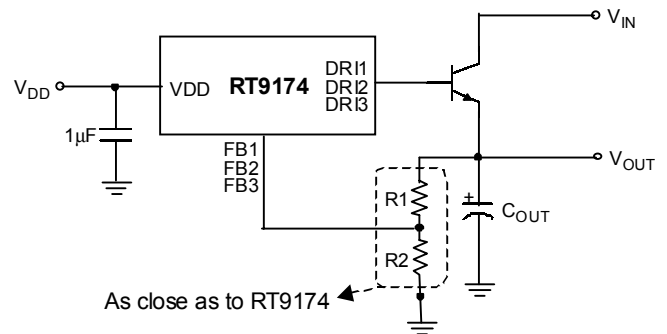 V_IN
VDD RT9174 DRI1
DRI2
DRI3
V_DD
1µF
FB1
FB2
FB3
V_OUT
R1
+
C_OUT
R2
As close as to RT9174